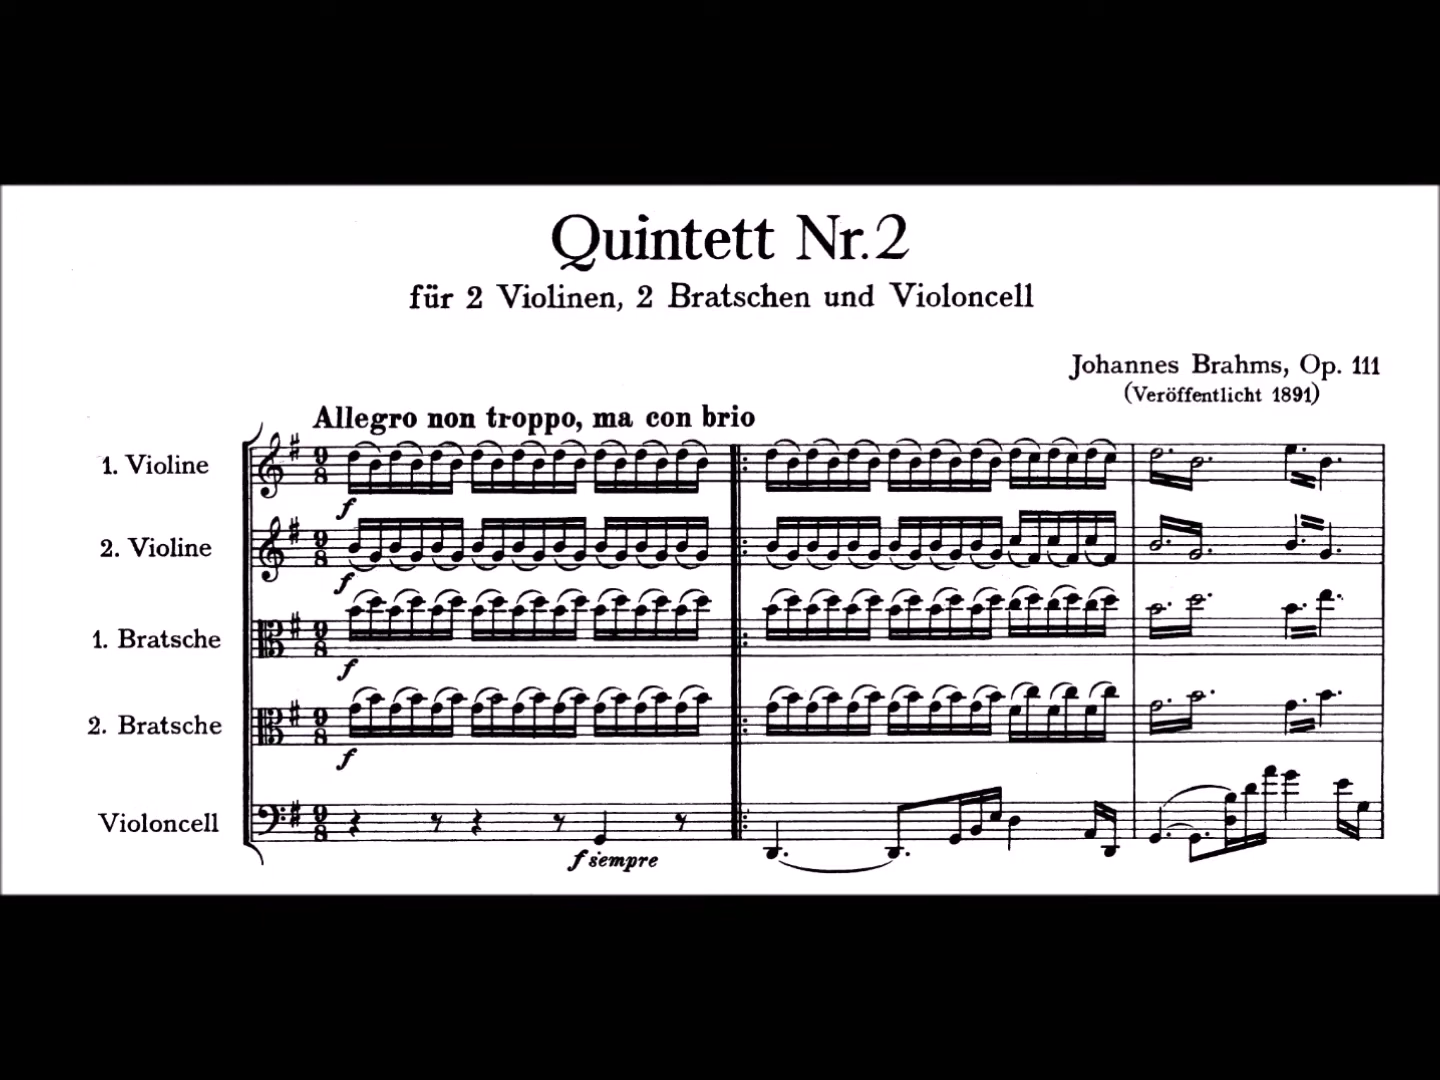 Quintett Nr. 2
für 2 Violinen, 2 Bratschen und Violoncell
Johannes Brahms, Op. 111
(Veröffentlicht 1891)
Allegro non troppo, ma con brio
1. Violine
f
2. Violine
f
1. Bratsche
f
2. Bratsche
f
Violoncell
f sempre